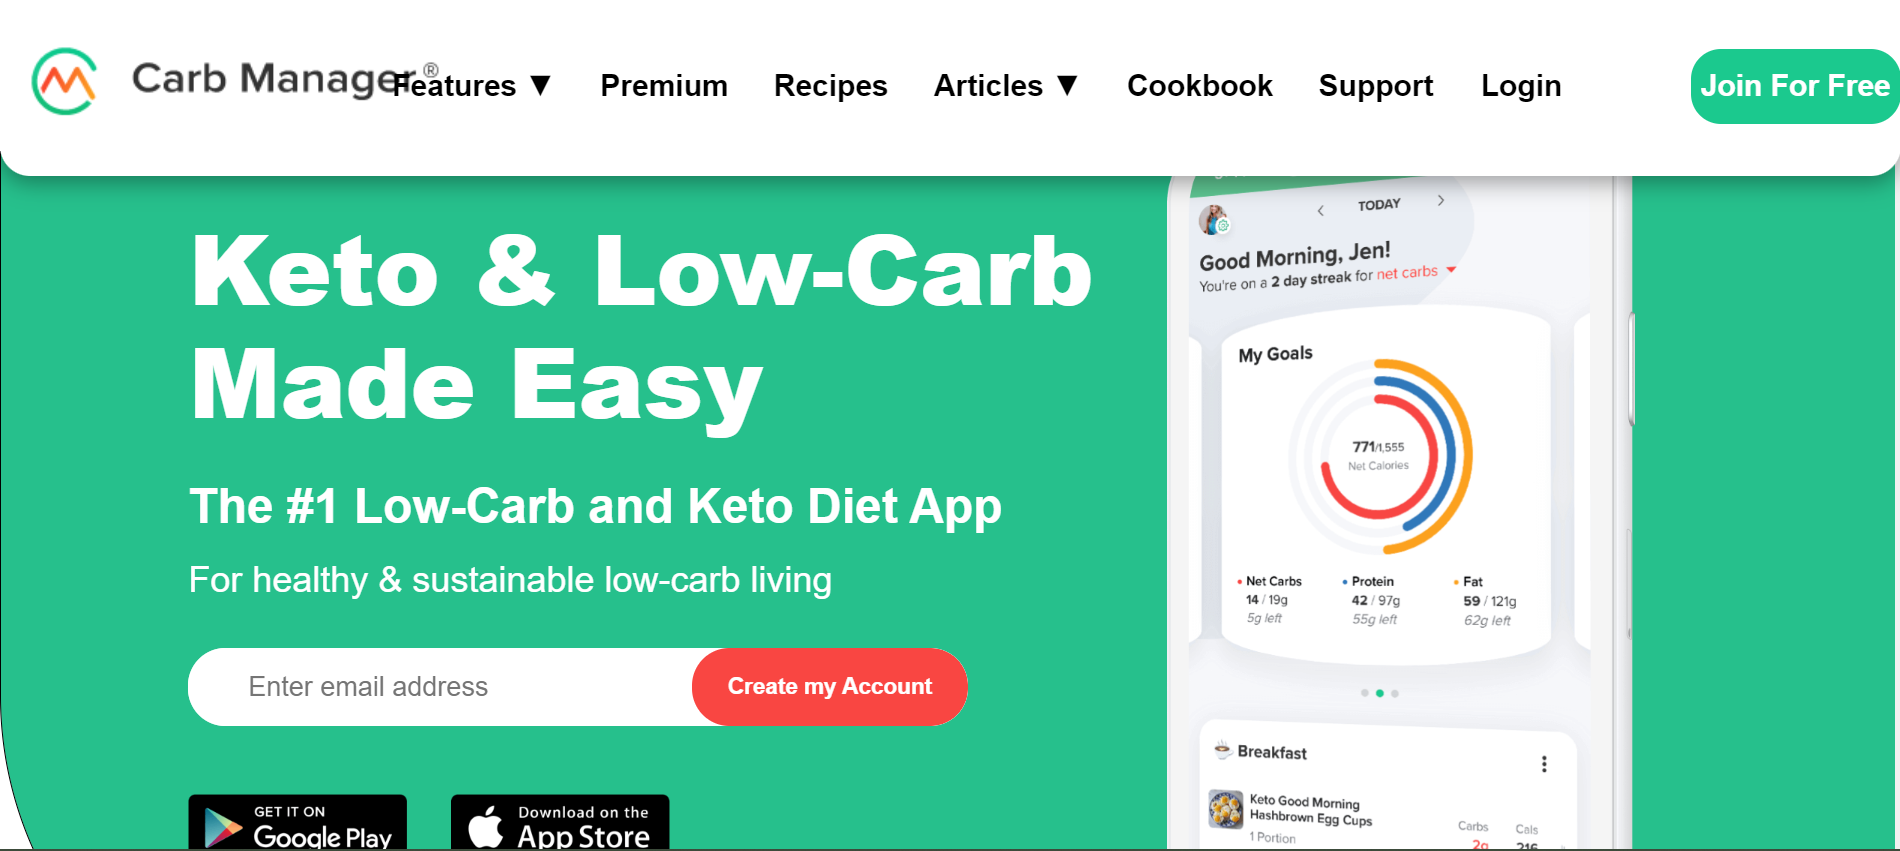 Carb Manager®
Features ▼ Premium Recipes Articles ▼ Cookbook Support Login
Join For Free
Keto & Low-Carb
Made Easy
The #1 Low-Carb and Keto Diet App
For healthy & sustainable low-carb living
Enter email address
Create my Account
GET IT ON
Google Play
Download on the
App Store
TODAY
Good Morning, Jen!
You're on a 2 day streak for net carbs
My Goals
771/1,555
Net Calories
Net Carbs Protein Fat
14 / 19g 42 / 97g 59 / 121g
5g left 55g left 62g left
Breakfast
Keto Good Morning
Hashbrown Egg Cups
1 Portion
Carbs Cals
2g 216